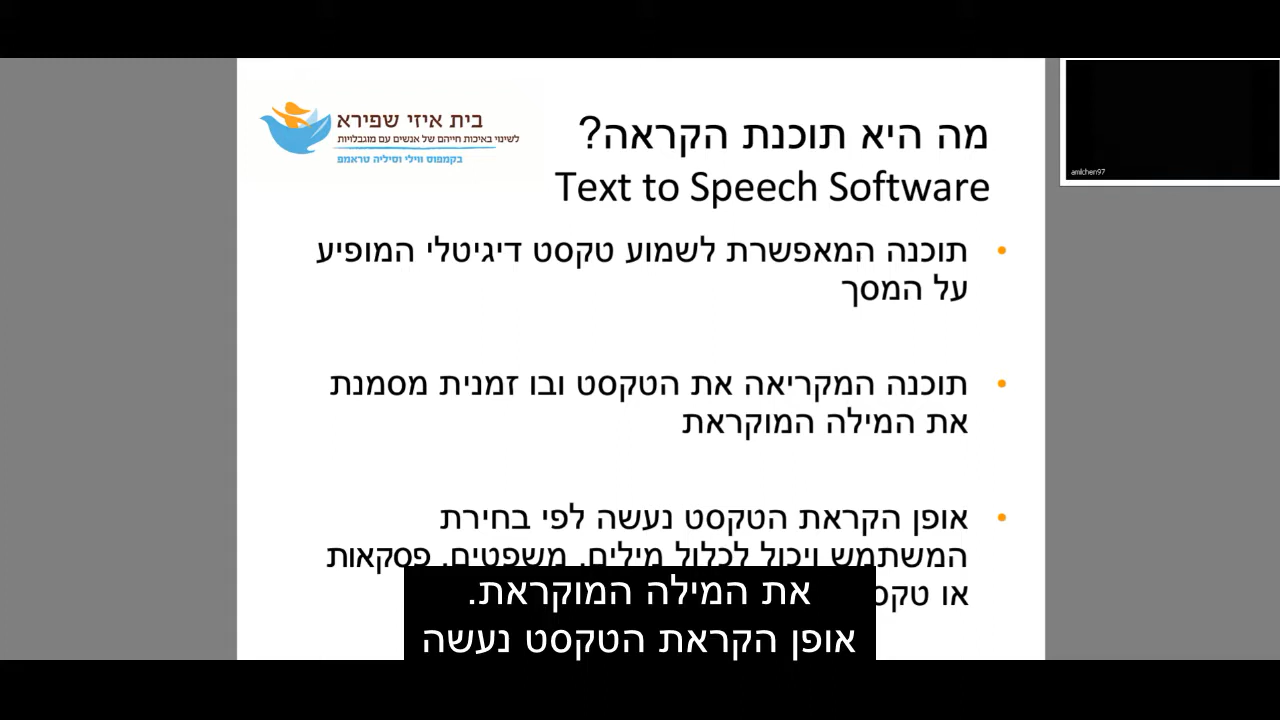 בית איזי שפירא
לשינוי באיכות חייהם של אנשים עם מוגבלויות
בקמפוס ווילי וסיליה טראמפ
מה היא תוכנת הקראה?
Text to Speech Software
amilchen97
• תוכנה המאפשרת לשמוע טקסט דיגיטלי המופיע
על המסך
• תוכנה המקריאה את הטקסט ובו זמנית מסמנת
את המילה המוקראת
• אופן הקראת הטקסט נעשה לפי בחירת
המשתמש ויכול לכלול מילים, משפטים, פסקאות
או
את המילה המוקראת.
אופן הקראת הטקסט נעשה